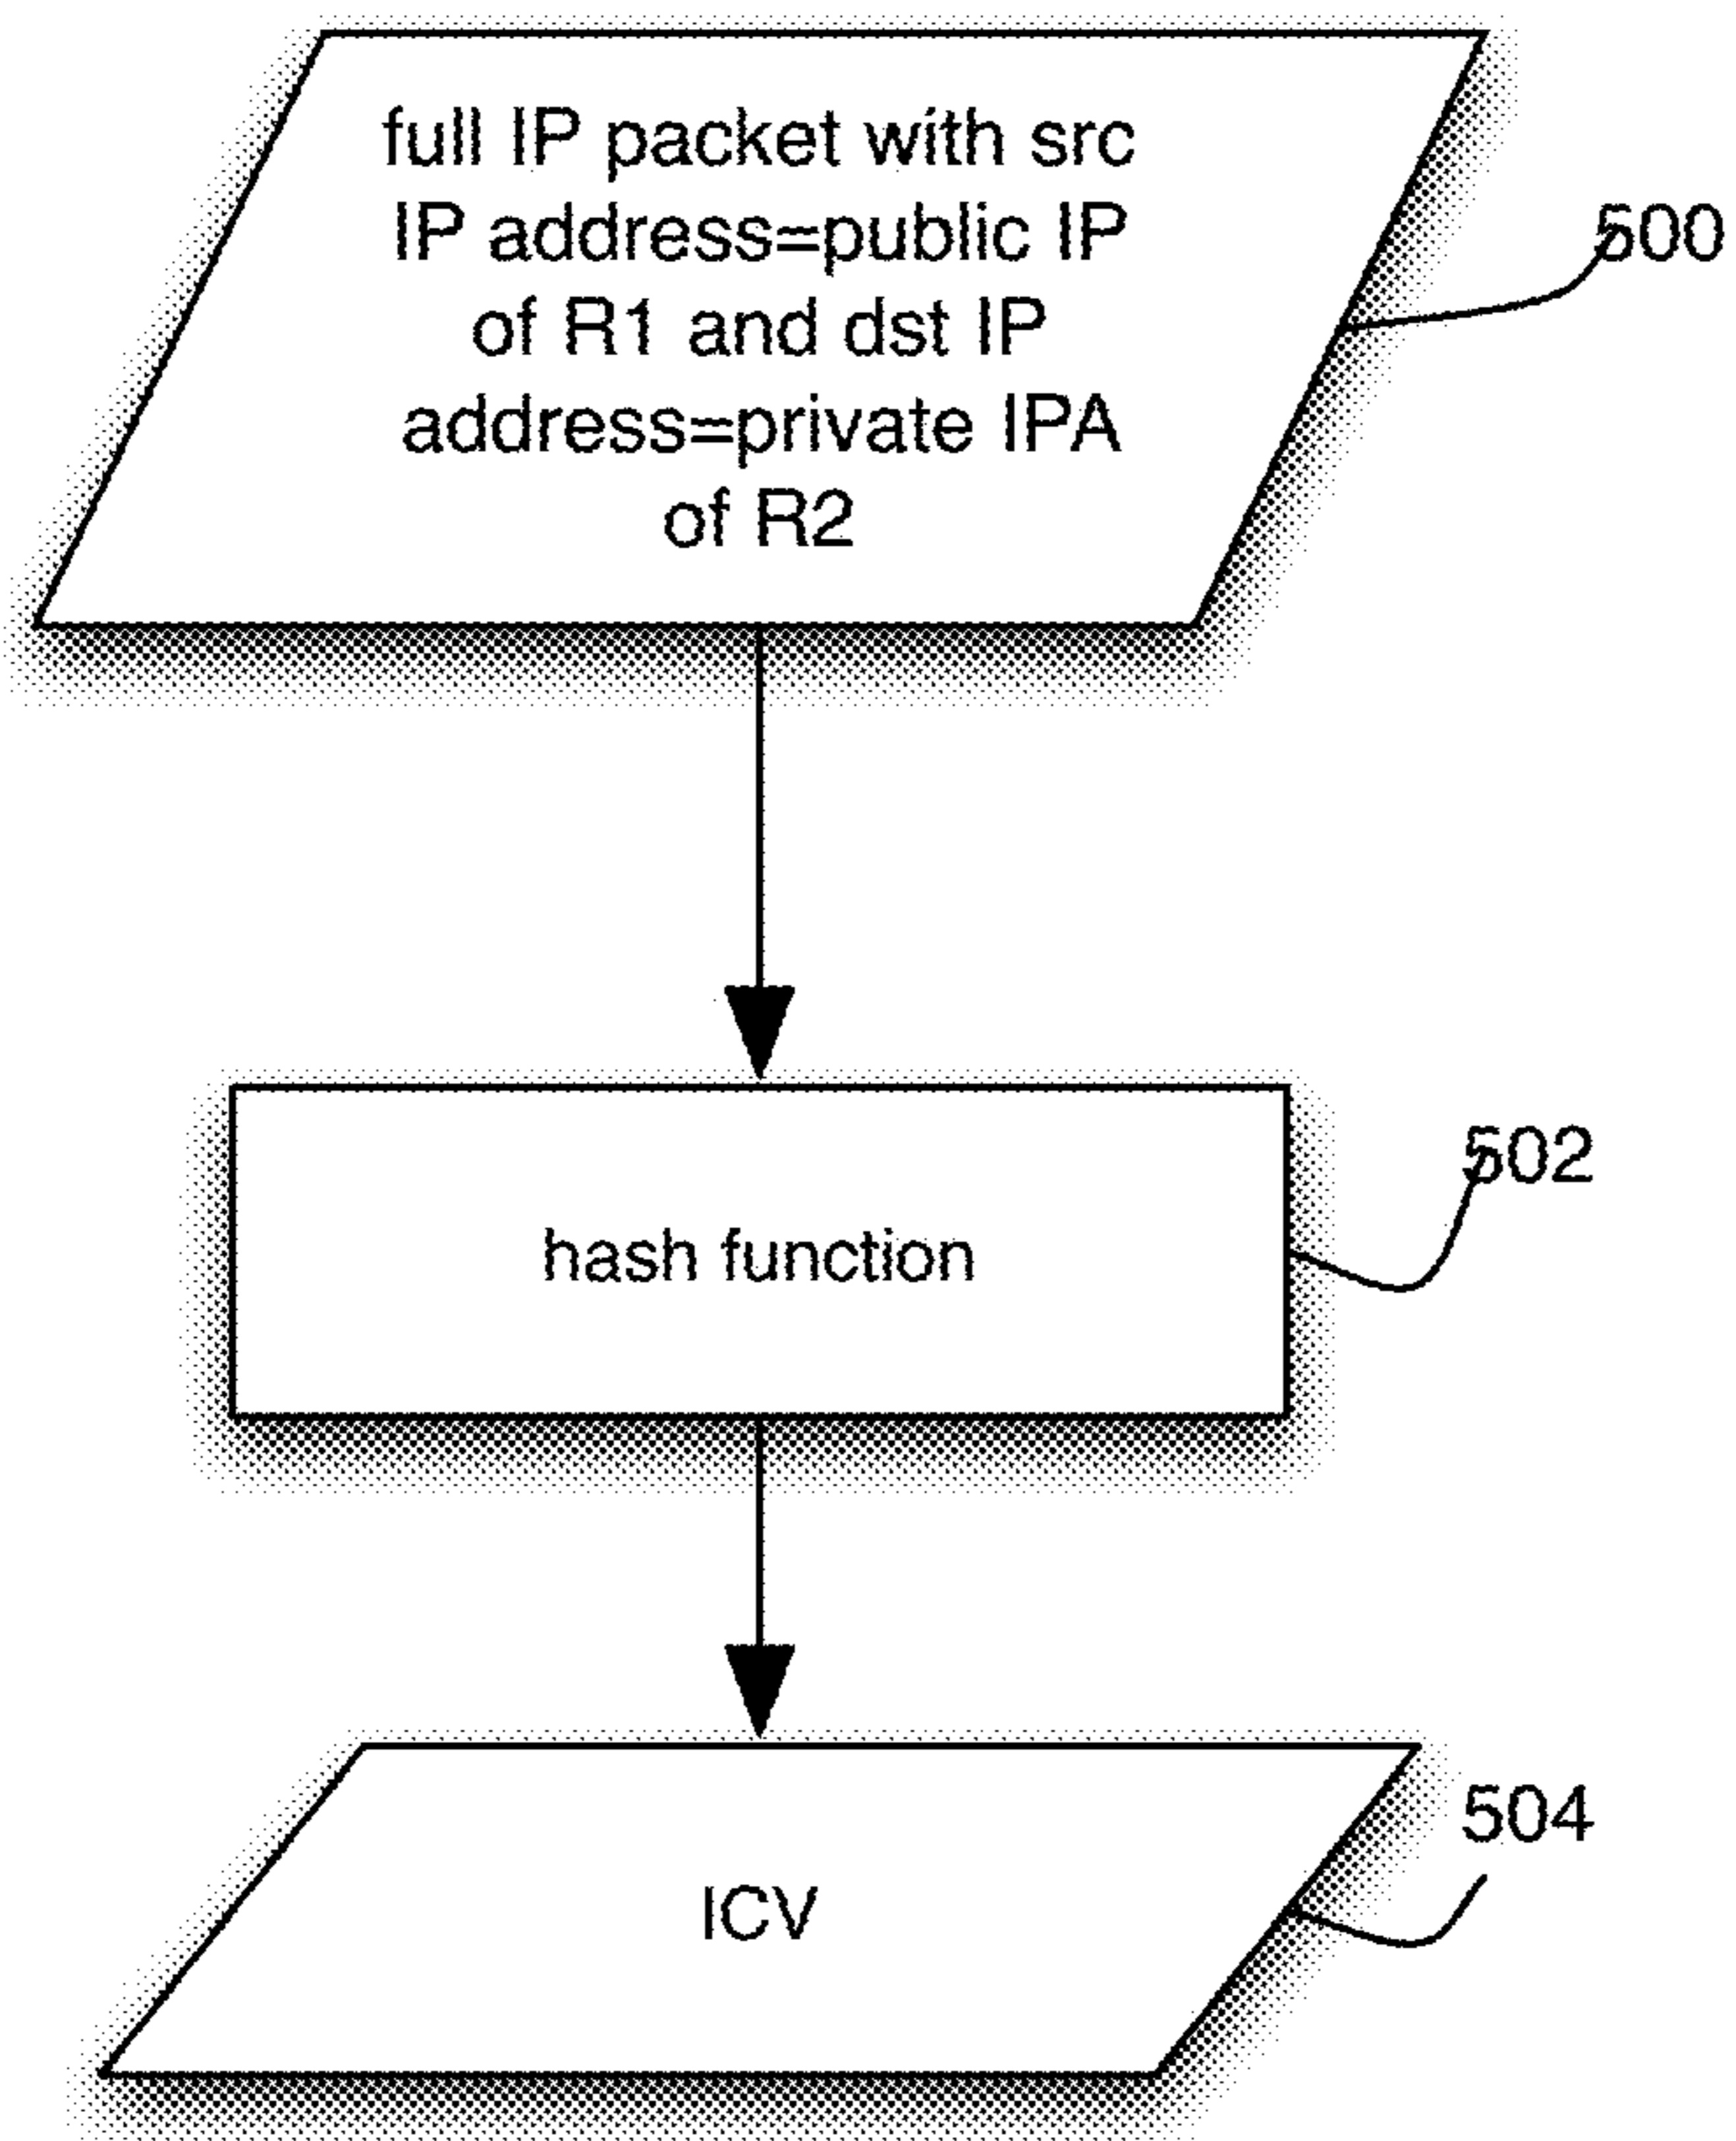 full IP packet with src
IP address=public IP
of R1 and dst IP
address=private IPA
of R2
500
hash function
502
ICV
504